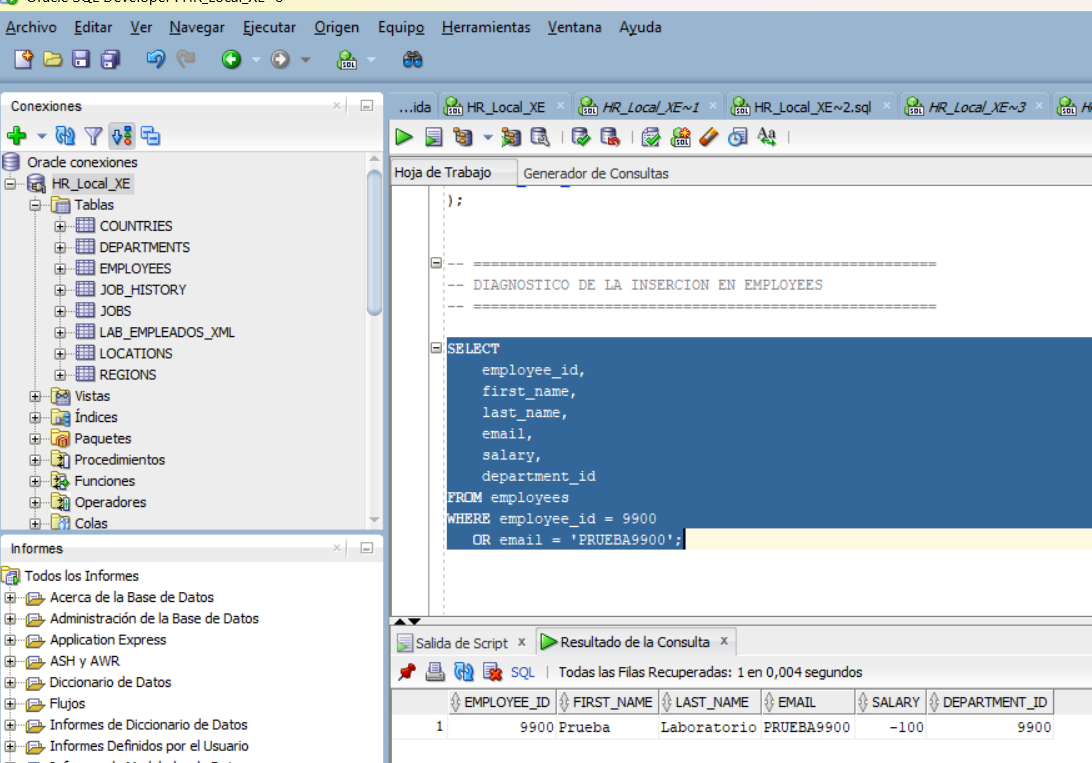 Archivo Editar Ver Navegar Ejecutar Origen Equipo Herramientas Ventana Ayuda
Conexiones
...ida HR_Local_XE HR_Local_XE~1 HR_Local_XE~2.sql HR_Local_XE~3
Oracle conexiones
HR_Local_XE
Tablas
COUNTRIES
DEPARTMENTS
EMPLOYEES
JOB_HISTORY
JOBS
LAB_EMPLEADOS_XML
LOCATIONS
REGIONS
Vistas
Índices
Paquetes
Procedimientos
Funciones
Operadores
Colas
Informes
Todos los Informes
Acerca de la Base de Datos
Administración de la Base de Datos
Application Express
ASH y AWR
Diccionario de Datos
Flujos
Informes de Diccionario de Datos
Informes Definidos por el Usuario
Hoja de Trabajo Generador de Consultas
);
-- =====================================================
-- DIAGNOSTICO DE LA INSERCION EN EMPLOYEES
-- =====================================================
SELECT
employee_id,
first_name,
last_name,
email,
salary,
department_id
FROM employees
WHERE employee_id = 9900
OR email = 'PRUEBA9900';
Salida de Script x Resultado de la Consulta x
SQL | Todas las Filas Recuperadas: 1 en 0,004 segundos
EMPLOYEE_ID FIRST_NAME LAST_NAME EMAIL SALARY DEPARTMENT_ID
1 9900 Prueba Laboratorio PRUEBA9900 -100 9900